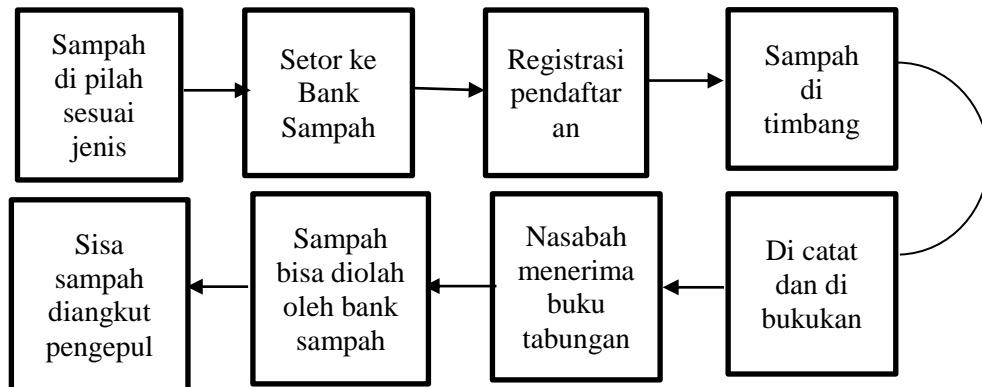 Sampah
di pilah
sesuai
jenis
Setor ke
Bank
Sampah
Registrasi
pendaftar
an
Sampah
di
timbang
Di catat
dan di
bukukan
Nasabah
menerima
buku
tabungan
Sampah
bisa diolah
oleh bank
sampah
Sisa
sampah
diangkut
pengepul